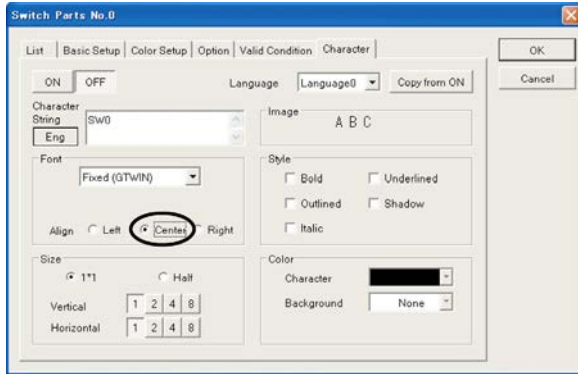 Switch Parts No.0
List Basic Setup Color Setup Option Valid Condition Character
OK
Cancel
ON OFF Language Language0 Copy from ON
Character
String
SW0
Eng
Image
A B C
Font
Fixed (GTWIN)
Align Left Center Right
Style
Bold Underlined
Outlined Shadow
Italic
Size
1*1 Half
Vertical 1 2 4 8
Horizontal 1 2 4 8
Color
Character
Background None